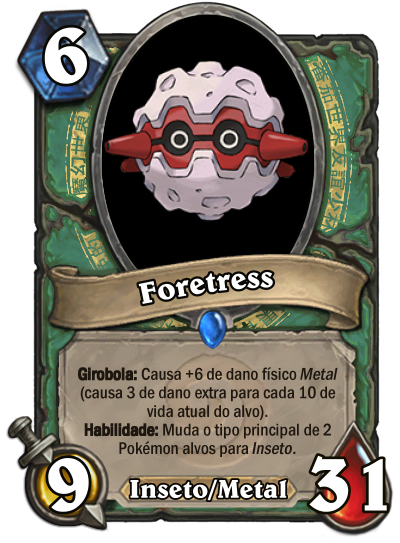 6
Foretress
Girobola: Causa +6 de dano físico Metal
(causa 3 de dano extra para cada 10 de
vida atual do alvo).
Habilidade: Muda o tipo principal de 2
Pokémon alvos para Inseto.
9
Inseto/Metal
31